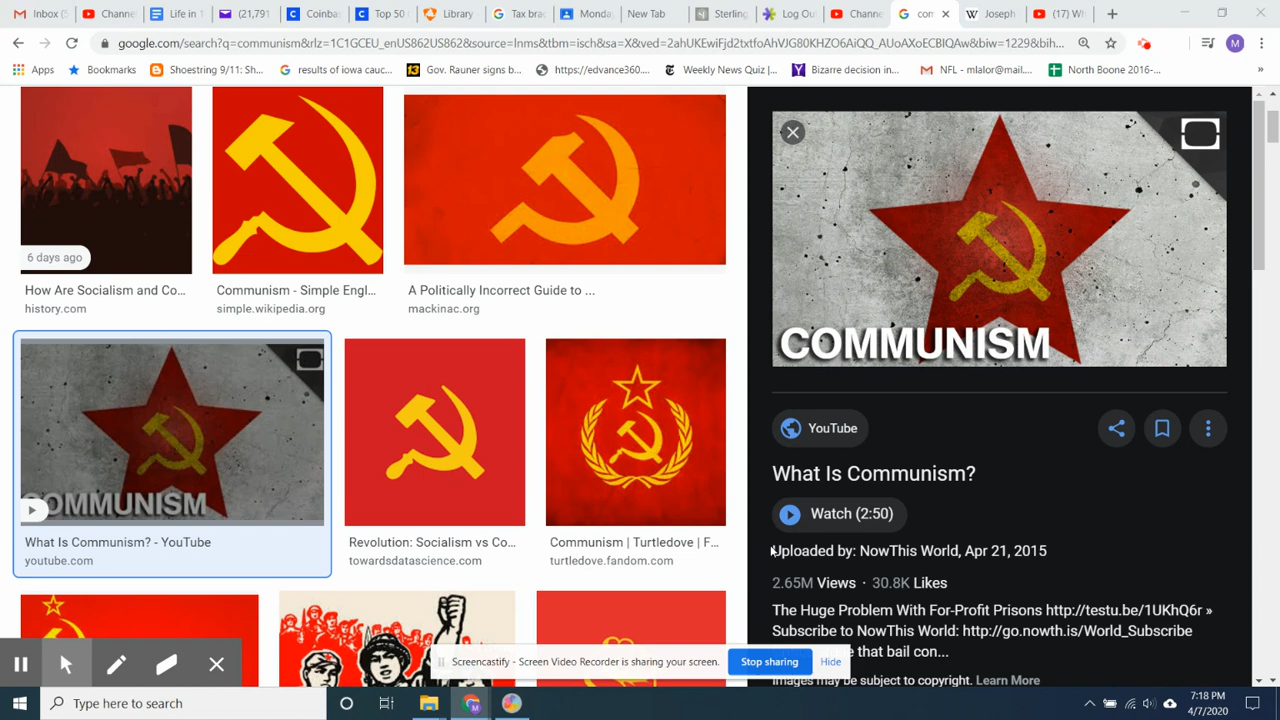 Inbox (5
Channe
Life in 1
(21,791
Coinbas
Top 50 (
Library
Tax brac
Monday
New Tab
Sterling
Log Out
Channe
com
Joseph
(17) Wh
google.com/search?q=communism&rlz=1C1GCEU_enUS862US862&source=lnms&tbm=isch&sa=X&ved=2ahUKEwiFjd2txtfoAhVJG80KHZO6AiQQ_AUoAXoECBIQAw&biw=1229&bih...
M
Apps
Bookmarks
Shoestring 9/11: Sh...
results of iowa cauc...
Gov. Rauner signs b...
https://edvance360....
Weekly News Quiz |...
Bizarre decision in...
NFL - mlalor@mail....
North Boone 2016-...
»
6 days ago
How Are Socialism and Co...
history.com
Communism - Simple Engl...
simple.wikipedia.org
A Politically Incorrect Guide to ...
mackinac.org
COMMUNISM
What Is Communism? - YouTube
youtube.com
Revolution: Socialism vs Co...
towardsdatascience.com
Communism | Turtledove | F...
turtledove.fandom.com
COMMUNISM
YouTube
What Is Communism?
Watch (2:50)
Uploaded by: NowThis World, Apr 21, 2015
2.65M Views · 30.8K Likes
The Huge Problem With For-Profit Prisons http://testu.be/1UKhQ6r »
Subscribe to NowThis World: http://go.nowth.is/World_Subscribe
that bail con...
Images may be subject to copyright. Learn More
Screencastify - Screen Video Recorder is sharing your screen.
Stop sharing
Hide
Type here to search
7:18 PM
4/7/2020